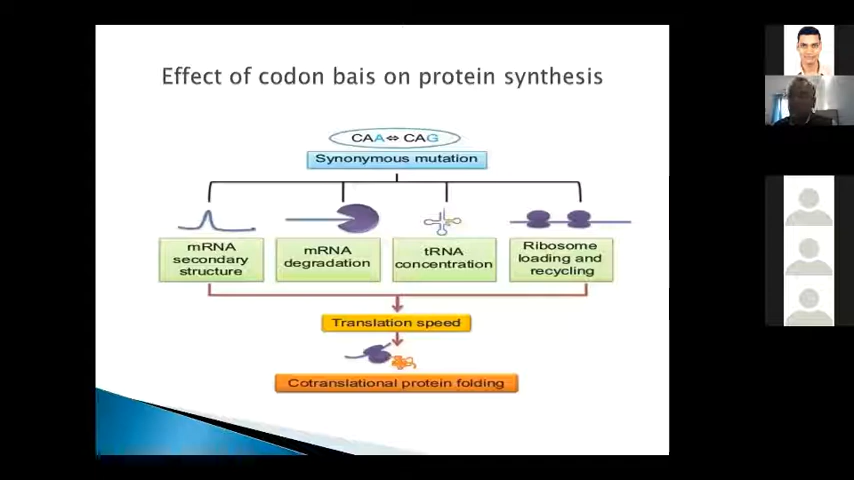 Effect of codon bais on protein synthesis
CAA⇔ CAG
Synonymous mutation
mRNA
secondary
structure
mRNA
degradation
tRNA
concentration
Ribosome
loading and
recycling
Translation speed
Cotranslational protein folding